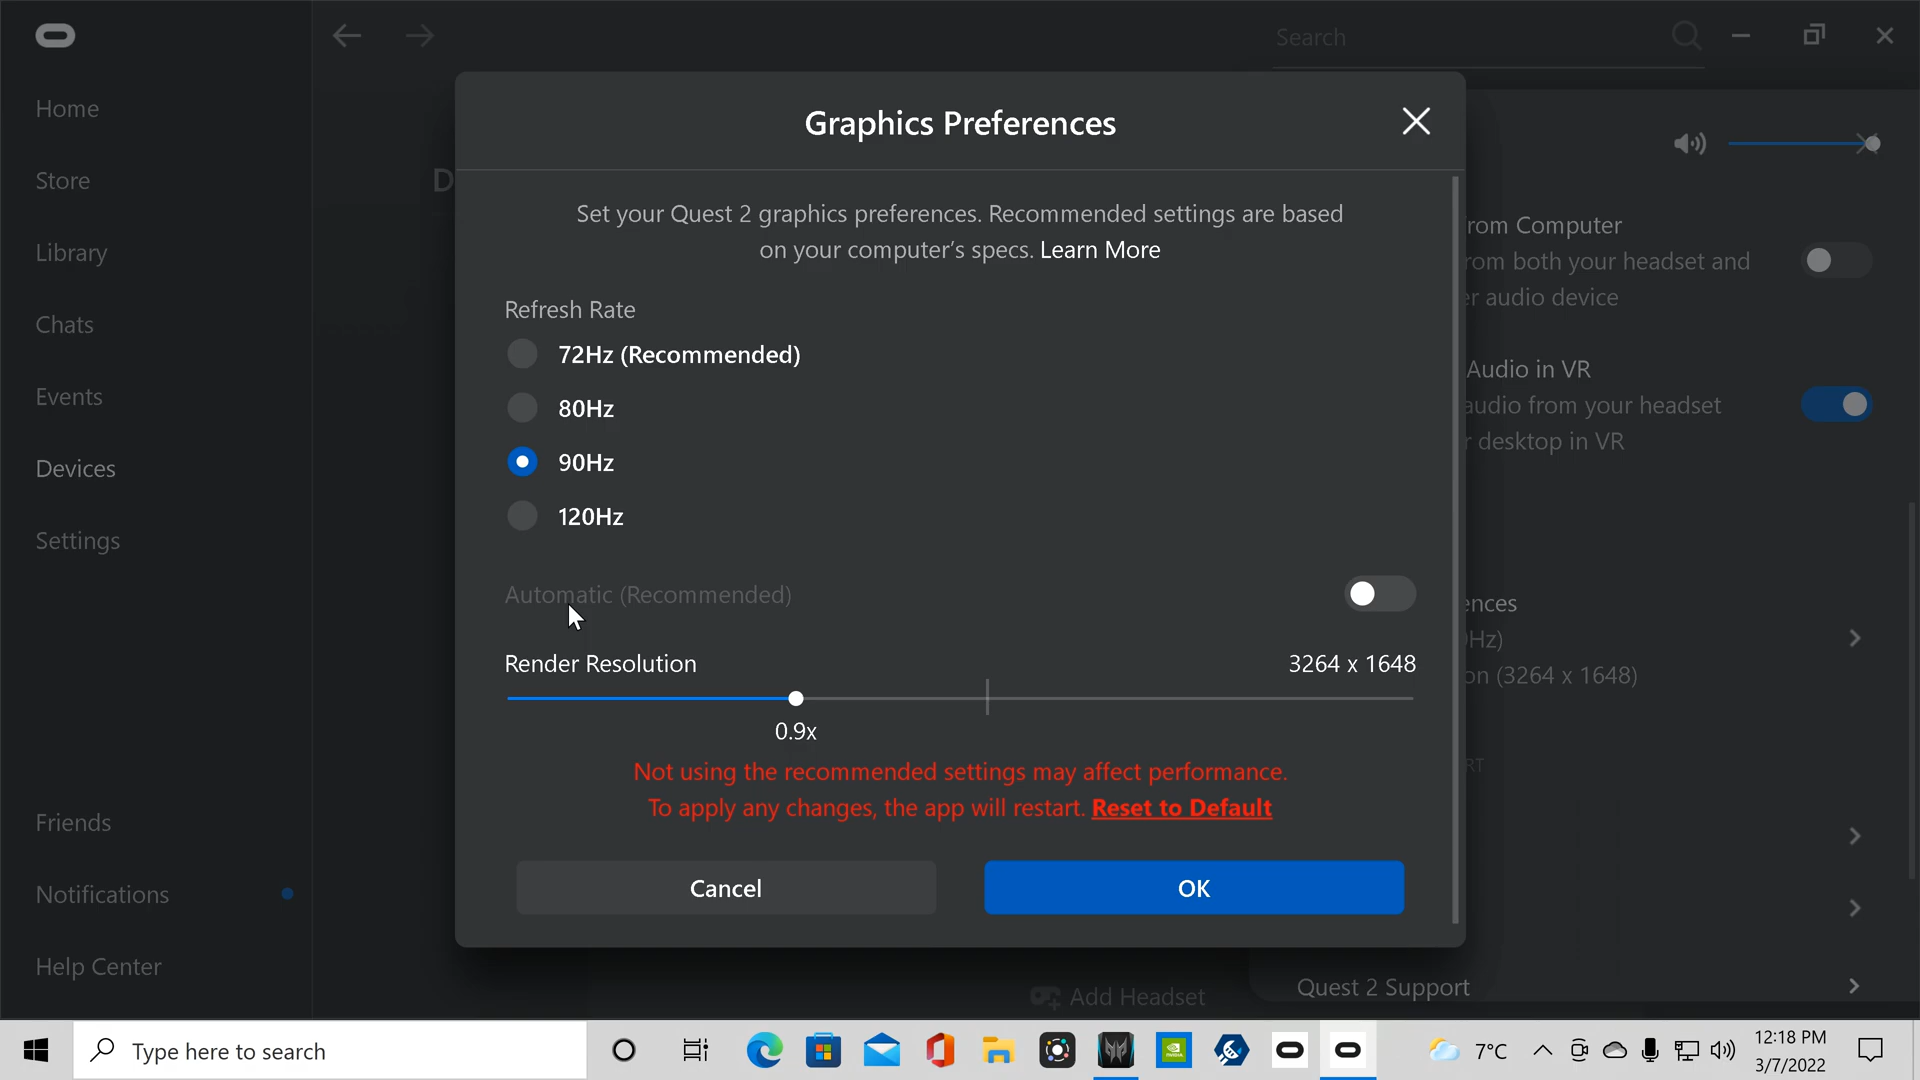 Search
Home
Store
Library
Chats
Events
Devices
Settings
Friends
Notifications
Help Center
D
Graphics Preferences
Set your Quest 2 graphics preferences. Recommended settings are based
on your computer's specs. Learn More
Refresh Rate
72Hz (Recommended)
80Hz
90Hz
120Hz
Automatic (Recommended)
Render Resolution
3264 x 1648
0.9x
Not using the recommended settings may affect performance.
To apply any changes, the app will restart. Reset to Default
Cancel
OK
rom Computer
rom both your headset and
er audio device
Audio in VR
audio from your headset
r desktop in VR
ences
Hz)
on (3264 x 1648)
RT
Add Headset
Quest 2 Support
Type here to search
7°C
12:18 PM
3/7/2022